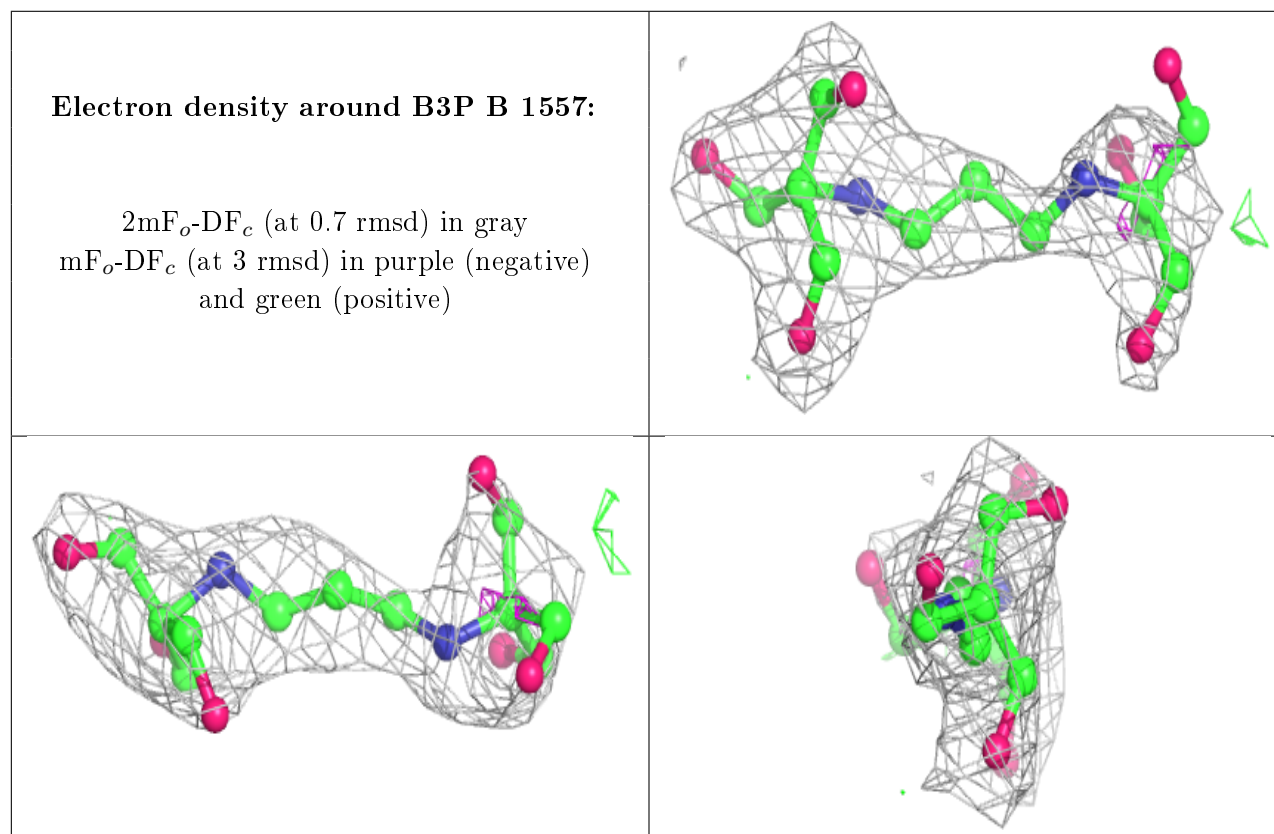 Electron density around B3P B 1557:
2mFₒ-DF𝒸 (at 0.7 rmsd) in gray
mFₒ-DF𝒸 (at 3 rmsd) in purple (negative)
and green (positive)